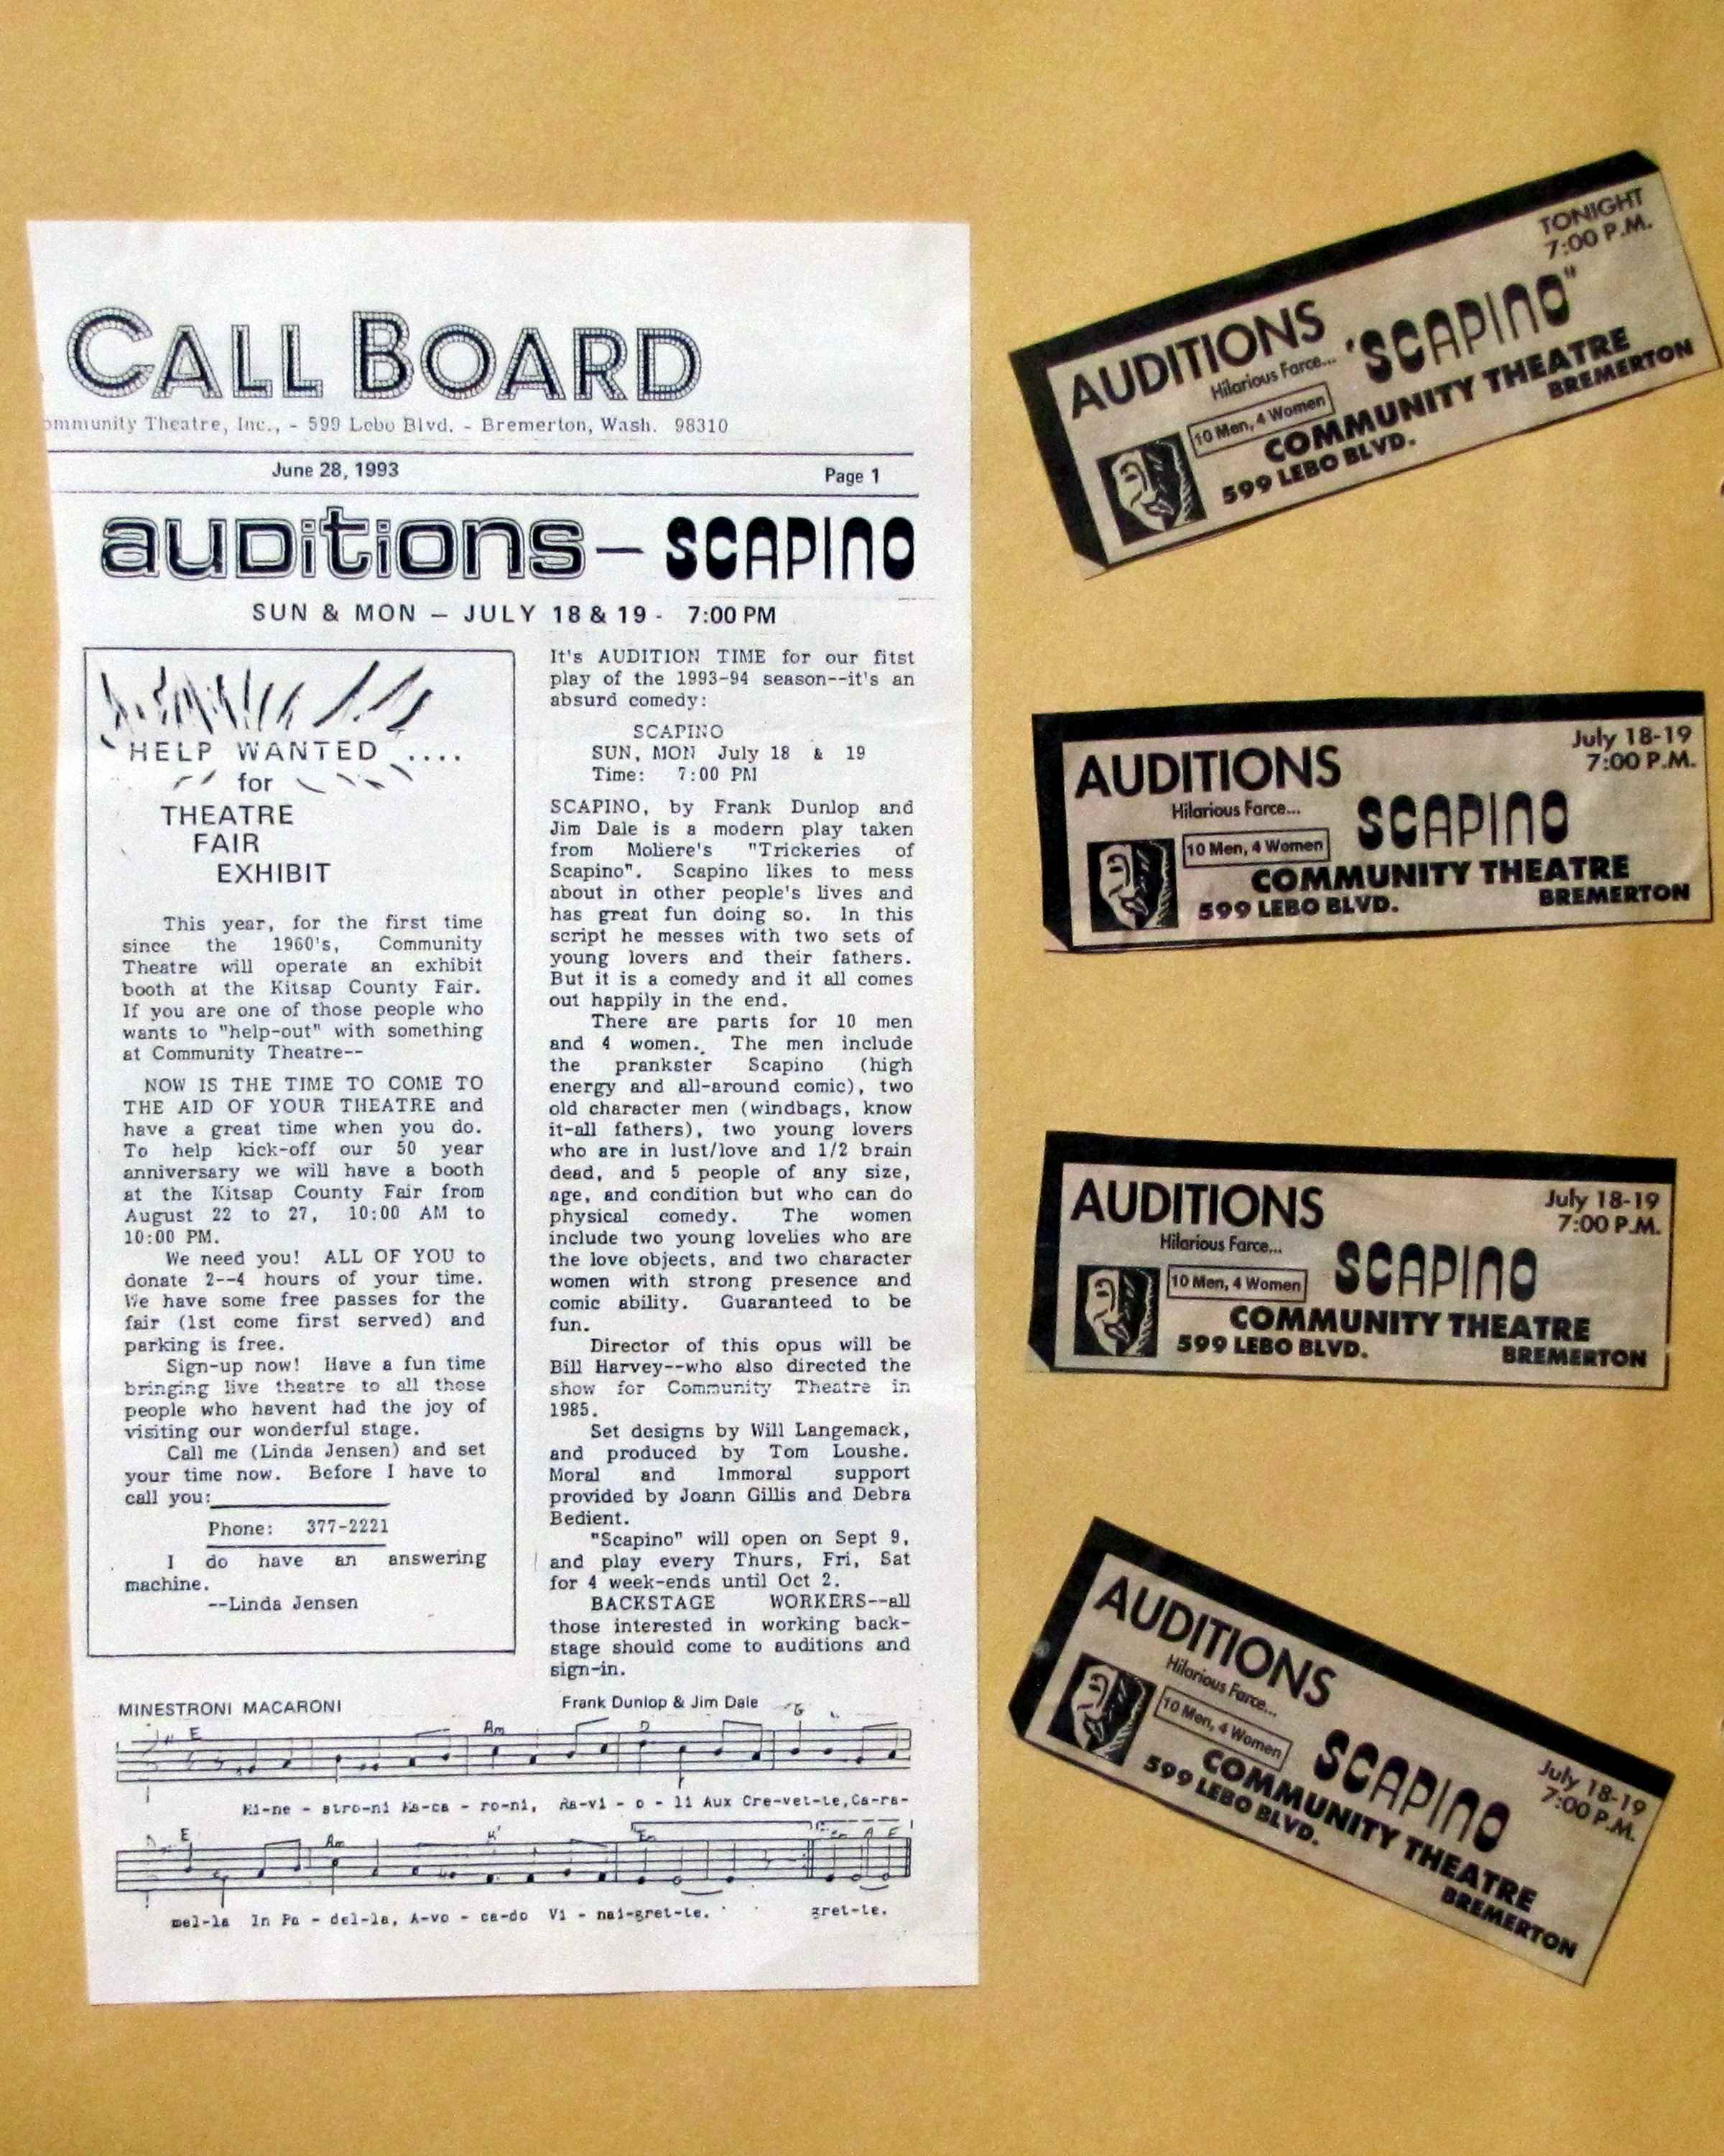 CALL BOARD
ommunity Theatre, Inc., - 599 Lebo Blvd. - Bremerton, Wash. 98310
June 28, 1993 Page 1
auditions — SCAPINO
SUN & MON — JULY 18 & 19 - 7:00 PM
HELP WANTED ....
for
THEATRE
FAIR
EXHIBIT
This year, for the first time
since the 1960's, Community
Theatre will operate an exhibit
booth at the Kitsap County Fair.
If you are one of those people who
wants to "help-out" with something
at Community Theatre--
NOW IS THE TIME TO COME TO
THE AID OF YOUR THEATRE and
have a great time when you do.
To help kick-off our 50 year
anniversary we will have a booth
at the Kitsap County Fair from
August 22 to 27, 10:00 AM to
10:00 PM.
We need you! ALL OF YOU to
donate 2--4 hours of your time.
We have some free passes for the
fair (1st come first served) and
parking is free.
Sign-up now! Have a fun time
bringing live theatre to all those
people who havent had the joy of
visiting our wonderful stage.
Call me (Linda Jensen) and set
your time now. Before I have to
call you:
Phone: 377-2221
I do have an answering
machine.
--Linda Jensen
It's AUDITION TIME for our fitst
play of the 1993-94 season--it's an
absurd comedy:
SCAPINO
SUN, MON July 18 & 19
Time: 7:00 PM
SCAPINO, by Frank Dunlop and
Jim Dale is a modern play taken
from Moliere's "Trickeries of
Scapino". Scapino likes to mess
about in other people's lives and
has great fun doing so. In this
script he messes with two sets of
young lovers and their fathers.
But it is a comedy and it all comes
out happily in the end.
There are parts for 10 men
and 4 women. The men include
the prankster Scapino (high
energy and all-around comic), two
old character men (windbags, know
it-all fathers), two young lovers
who are in lust/love and 1/2 brain
dead, and 5 people of any size,
age, and condition but who can do
physical comedy. The women
include two young lovelies who are
the love objects, and two character
women with strong presence and
comic ability. Guaranteed to be
fun.
Director of this opus will be
Bill Harvey--who also directed the
show for Community Theatre in
1985.
Set designs by Will Langemack,
and produced by Tom Loushe.
Moral and Immoral support
provided by Joann Gillis and Debra
Bedient.
"Scapino" will open on Sept 9,
and play every Thurs, Fri, Sat
for 4 week-ends until Oct 2.
BACKSTAGE WORKERS--all
those interested in working back-
stage should come to auditions and
sign-in.
MINESTRONI MACARONI Frank Dunlop & Jim Dale
E Am D G
Mi-ne - stro-ni Ma-ca - ro-ni, Ra-vi - o - li Aux Cre-vet-te, Ca-ra-
E Am Em A E
mel-la In Pa - del-la, A-vo - ca-do Vi - nai-gret-te. gret-te.
TONIGHT
7:00 P.M.
AUDITIONS
Hilarious Farce... "SCAPINO"
10 Men, 4 Women
COMMUNITY THEATRE
599 LEBO BLVD. BREMERTON
July 18-19
7:00 P.M.
AUDITIONS
Hilarious Farce... SCAPINO
10 Men, 4 Women
COMMUNITY THEATRE
599 LEBO BLVD. BREMERTON
July 18-19
7:00 P.M.
AUDITIONS
Hilarious Farce... SCAPINO
10 Men, 4 Women
COMMUNITY THEATRE
599 LEBO BLVD. BREMERTON
AUDITIONS
July 18-19
7:00 P.M.
Hilarious Farce... SCAPINO
10 Men, 4 Women
COMMUNITY THEATRE
599 LEBO BLVD. BREMERTON